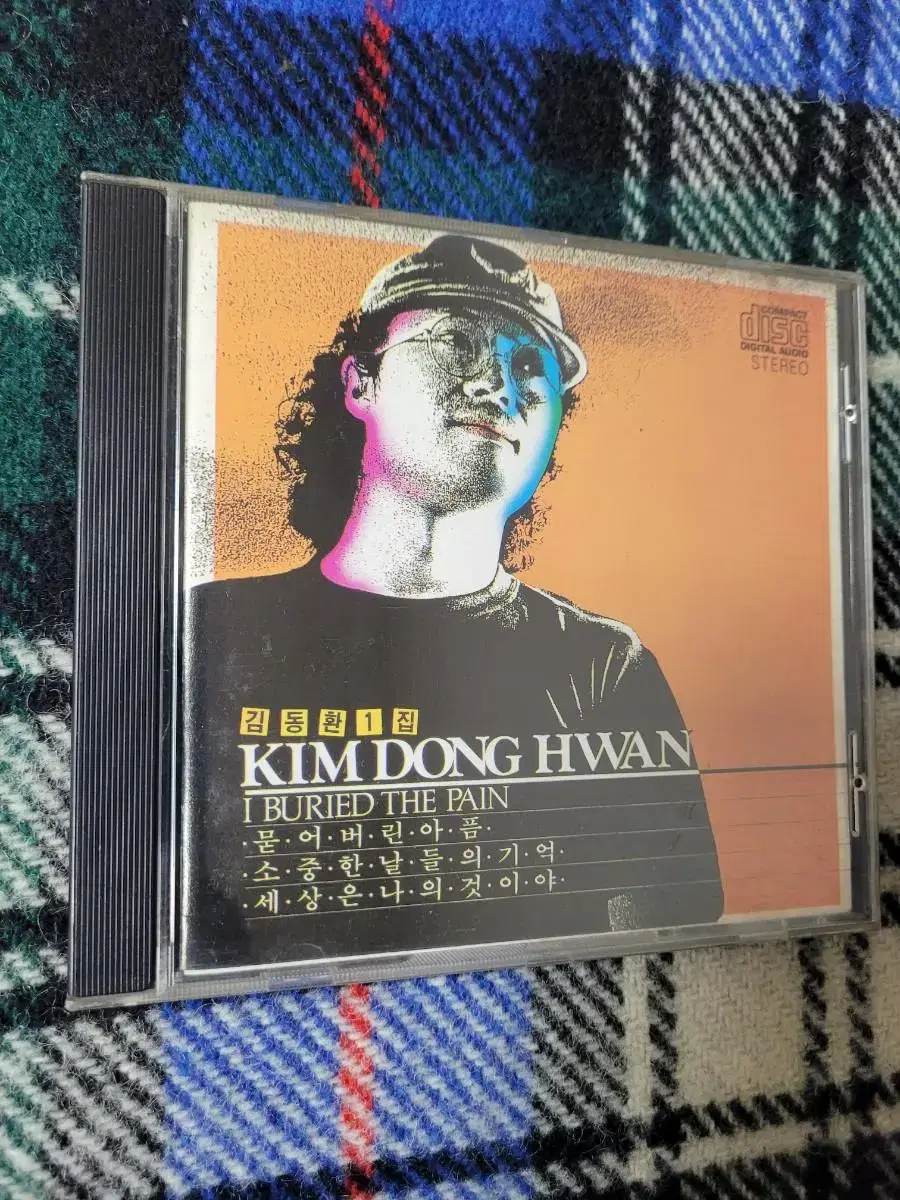 COMPACT
disc
DIGITAL AUDIO
STEREO
김동환1집
KIM DONG HWAN
I BURIED THE PAIN
·묻·어·버·린·아·픔·
·소·중·한·날·들·의·기·억·
·세·상·은·나·의·것·이·야·